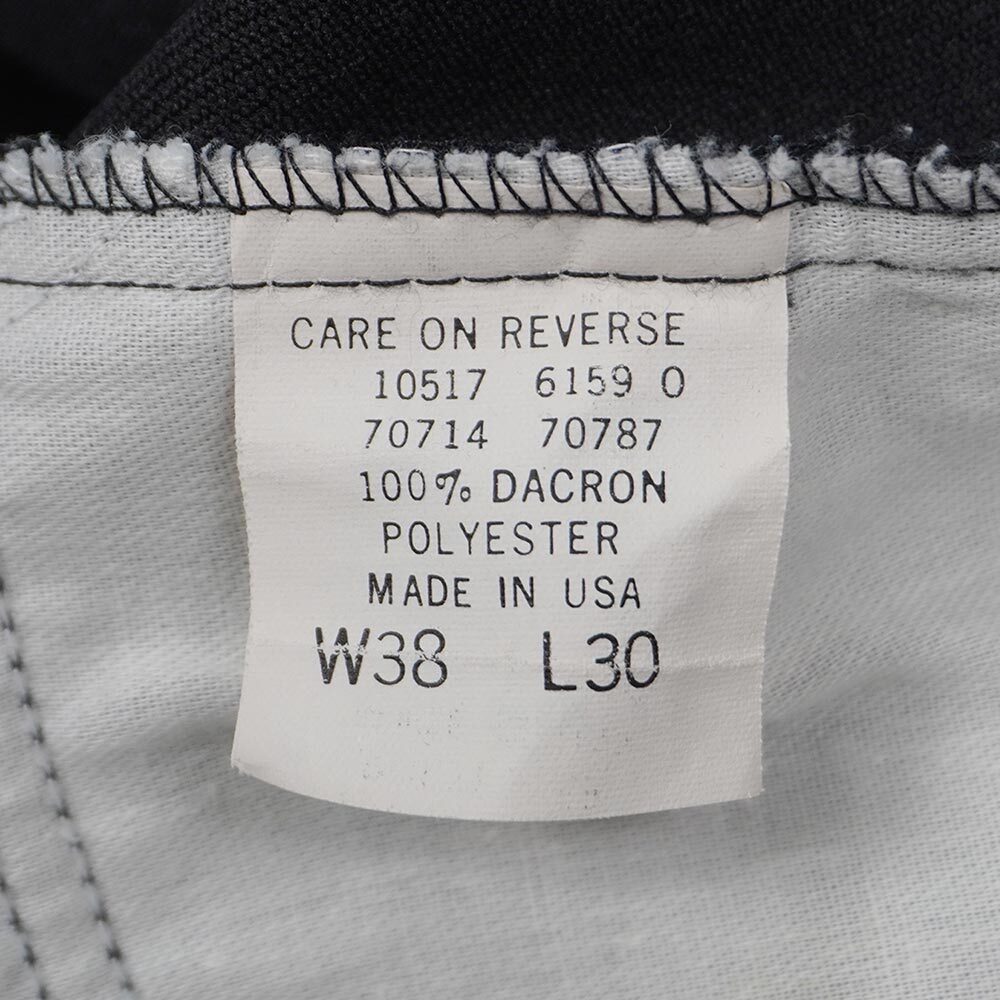 CARE ON REVERSE
10517 6159 0
70714 70787
100% DACRON
POLYESTER
MADE IN USA
W38 L30